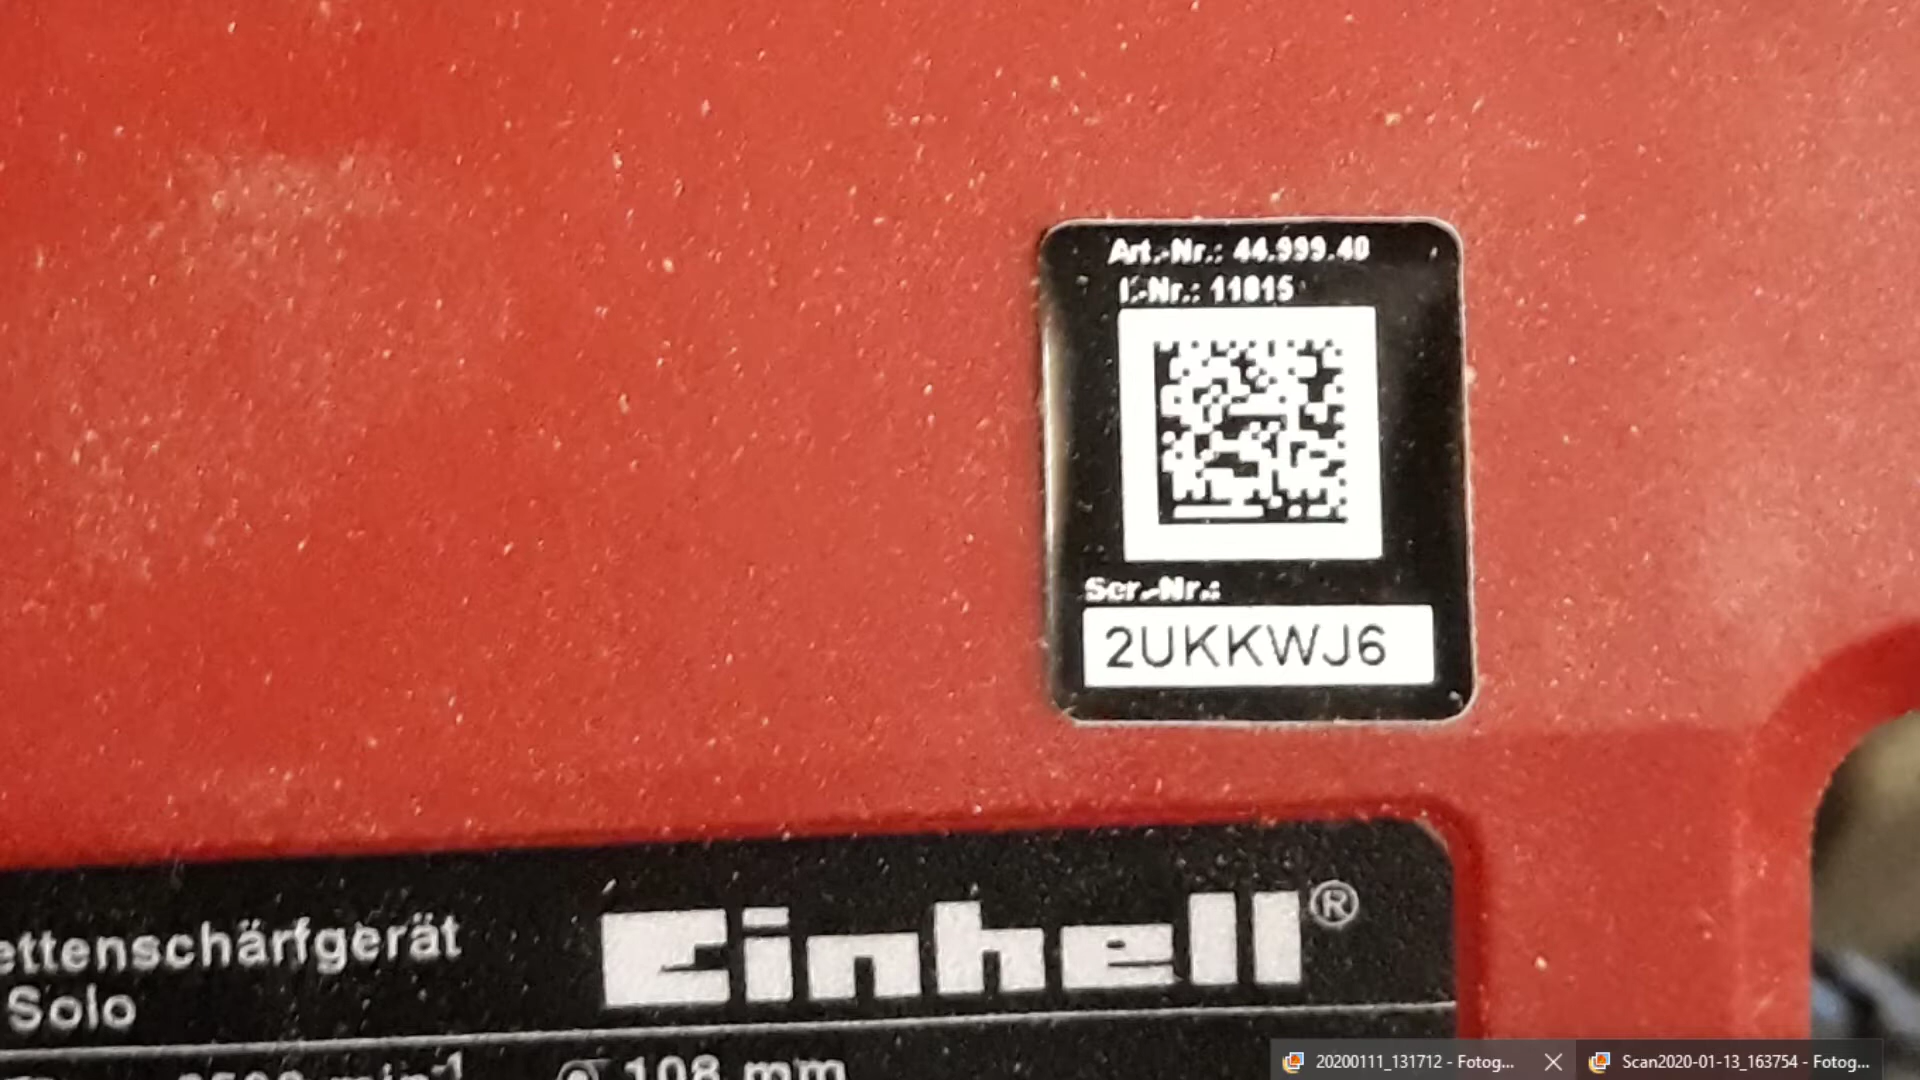 Art.-Nr.: 44.999.40
I.-Nr.: 11015
Ser.-Nr.:
2UKKWJ6
Einhell®
ettenschärfgerät
Solo
108 mm
20200111_131712 - Fotog...
Scan2020-01-13_163754 - Fotog...